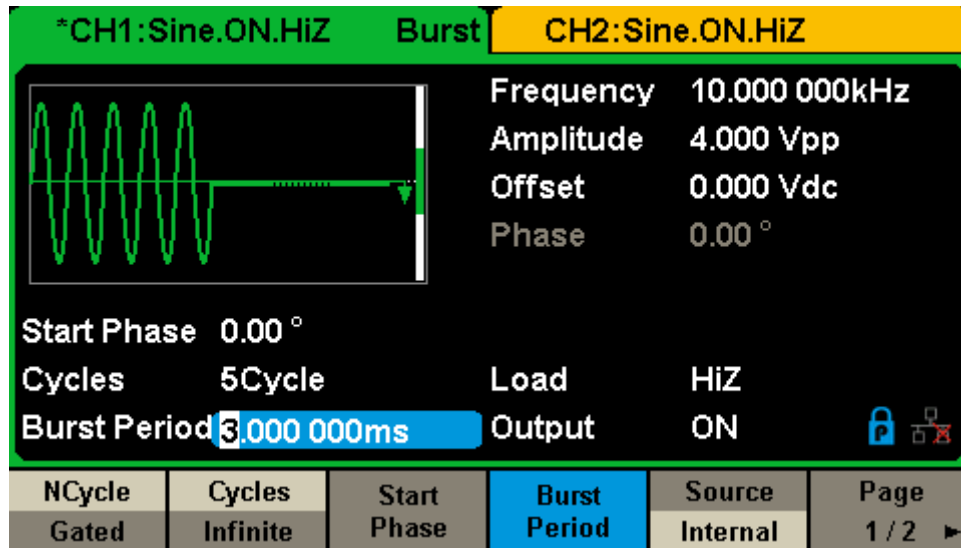 *CH1:Sine.ON.HiZ Burst CH2:Sine.ON.HiZ
Frequency 10.000 000kHz
Amplitude 4.000 Vpp
Offset 0.000 Vdc
Phase 0.00 °
Start Phase 0.00 °
Cycles 5Cycle Load HiZ
Burst Period 3.000 000ms Output ON P
NCycle Cycles Start Burst Source Page
Gated Infinite Phase Period Internal 1 / 2 ►